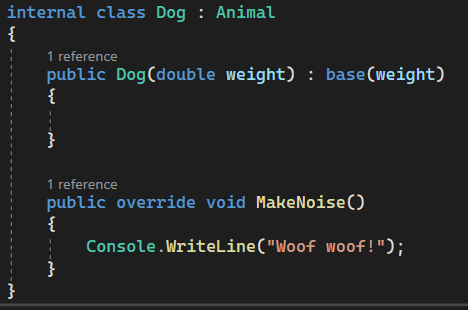 internal class Dog : Animal
{
1 reference
public Dog(double weight) : base(weight)
{
}
1 reference
public override void MakeNoise()
{
Console.WriteLine("Woof woof!");
}
}